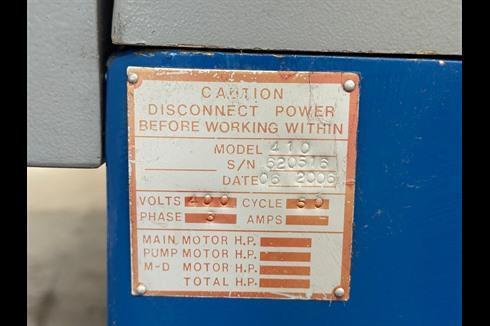 CAUTION
DISCONNECT POWER
BEFORE WORKING WITHIN
MODEL 410
S/N 620516
DATE 06 2006
VOLTS 400 CYCLE 50
PHASE 3 AMPS -
MAIN MOTOR H.P.
PUMP MOTOR H.P.
M-D MOTOR H.P.
TOTAL H.P.